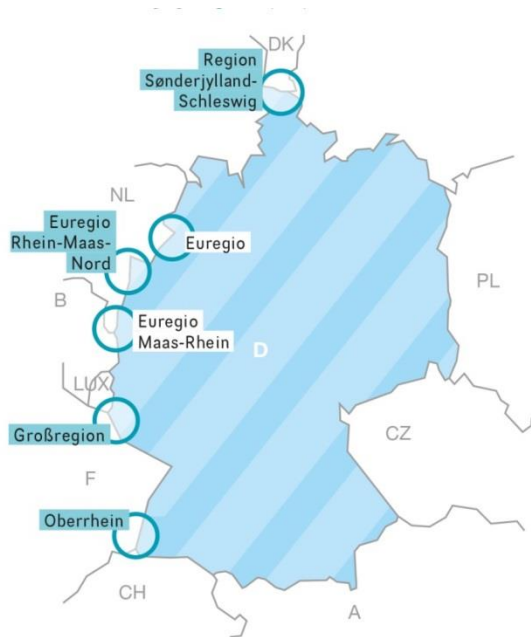 DK
Region
Sønderjylland-
Schleswig
NL
Euregio
Rhein-Maas-
Nord
Euregio
B
PL
Euregio
Maas-Rhein
D
LUX
Großregion
CZ
F
Oberrhein
CH
A